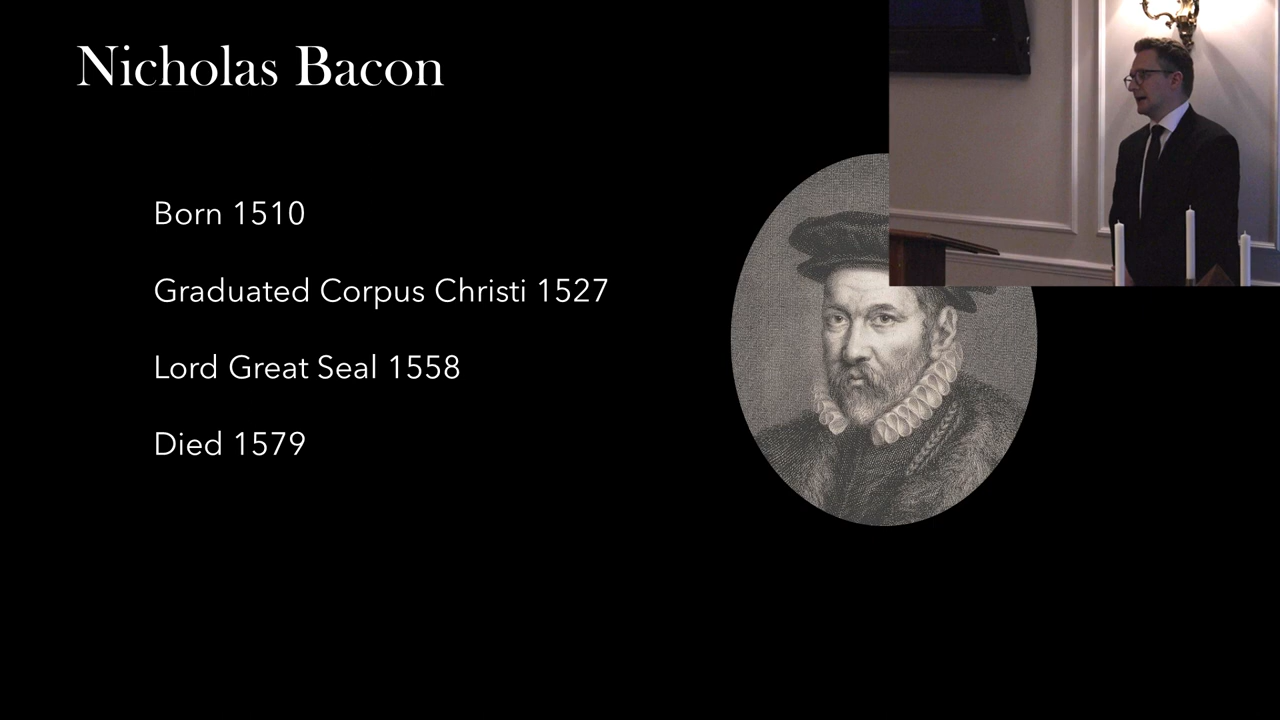 Nicholas Bacon
Born 1510
Graduated Corpus Christi 1527
Lord Great Seal 1558
Died 1579